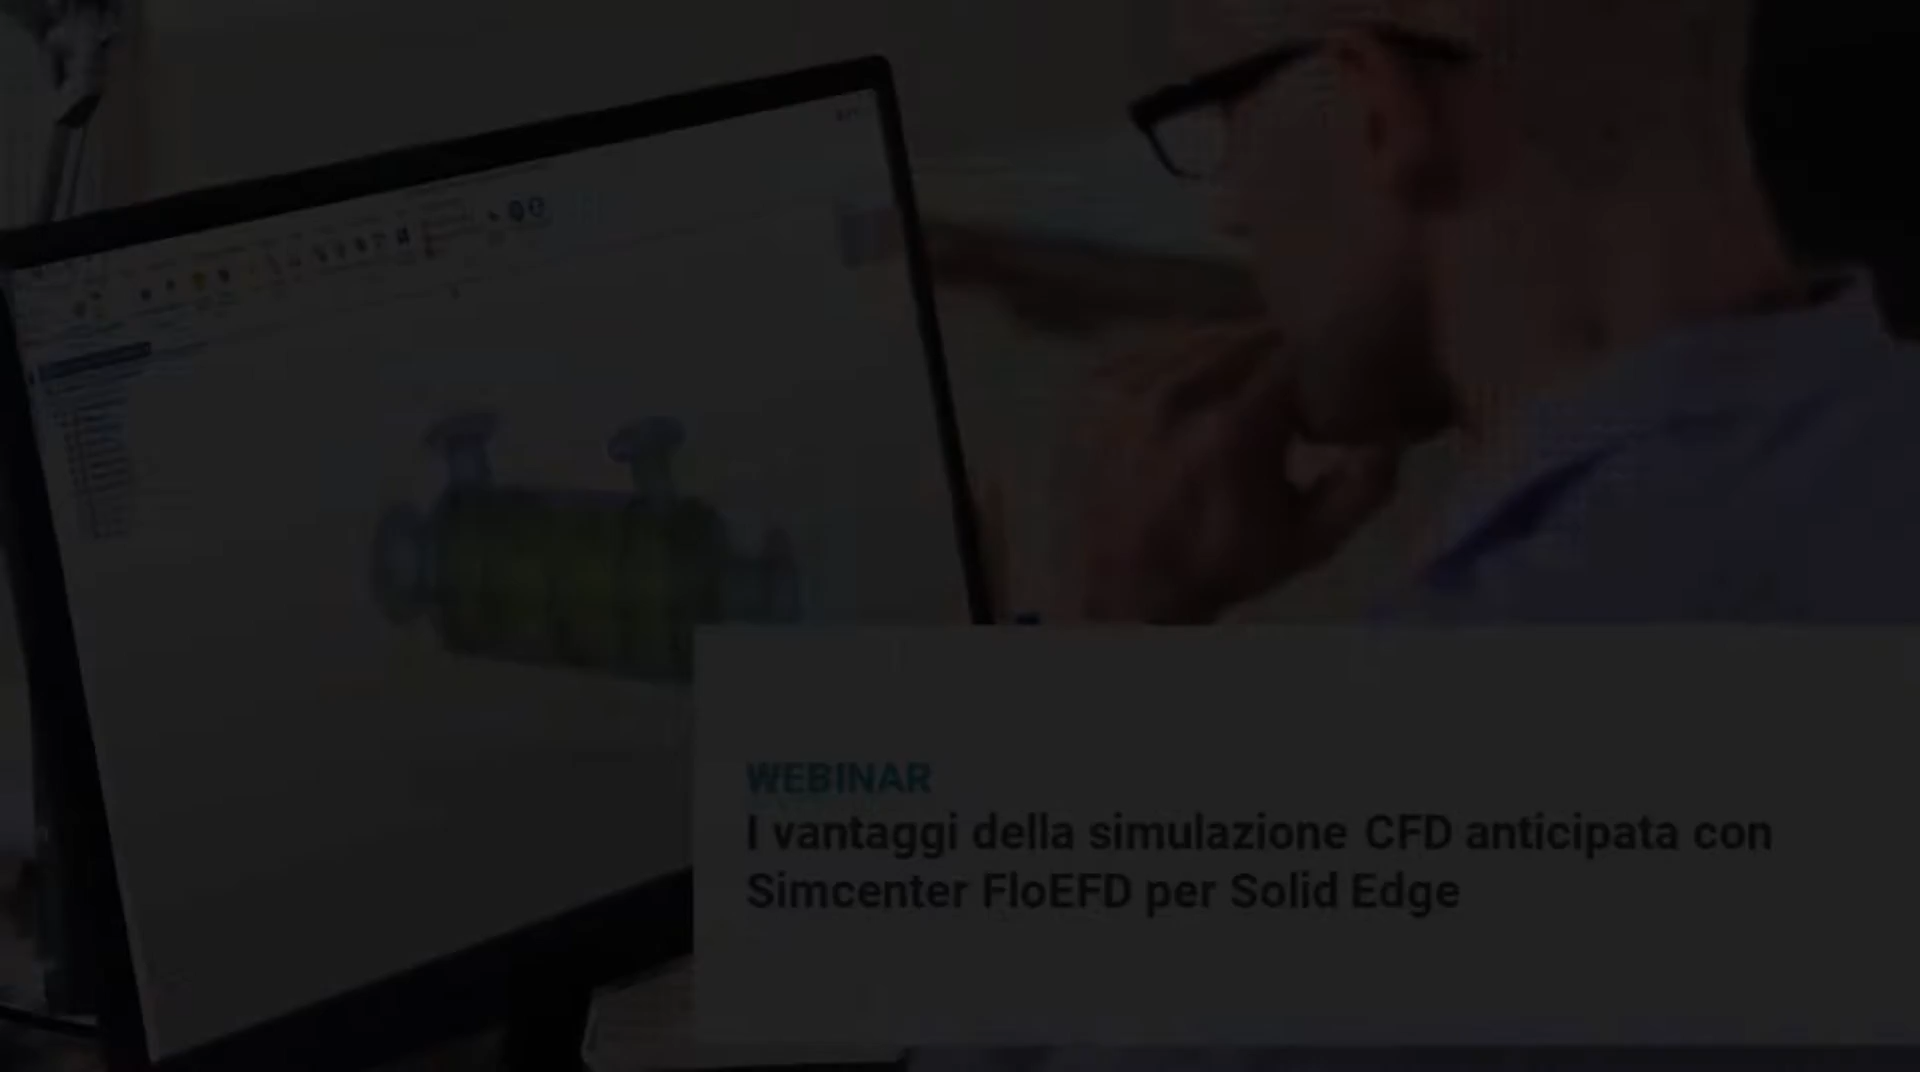 WEBINAR
I vantaggi della simulazione CFD anticipata con
Simcenter FloEFD per Solid Edge